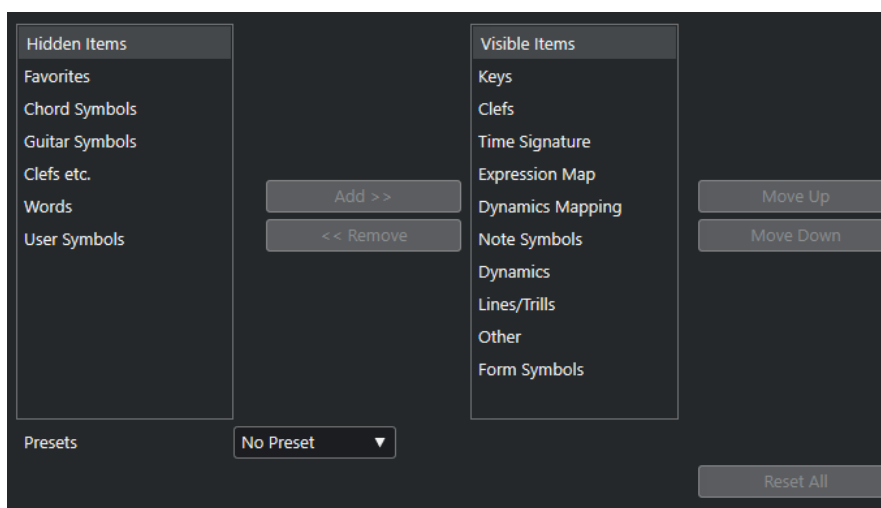 Hidden Items
Favorites
Chord Symbols
Guitar Symbols
Clefs etc.
Words
User Symbols
Add >>
<< Remove
Visible Items
Keys
Clefs
Time Signature
Expression Map
Dynamics Mapping
Note Symbols
Dynamics
Lines/Trills
Other
Form Symbols
Move Up
Move Down
Presets
No Preset
Reset All